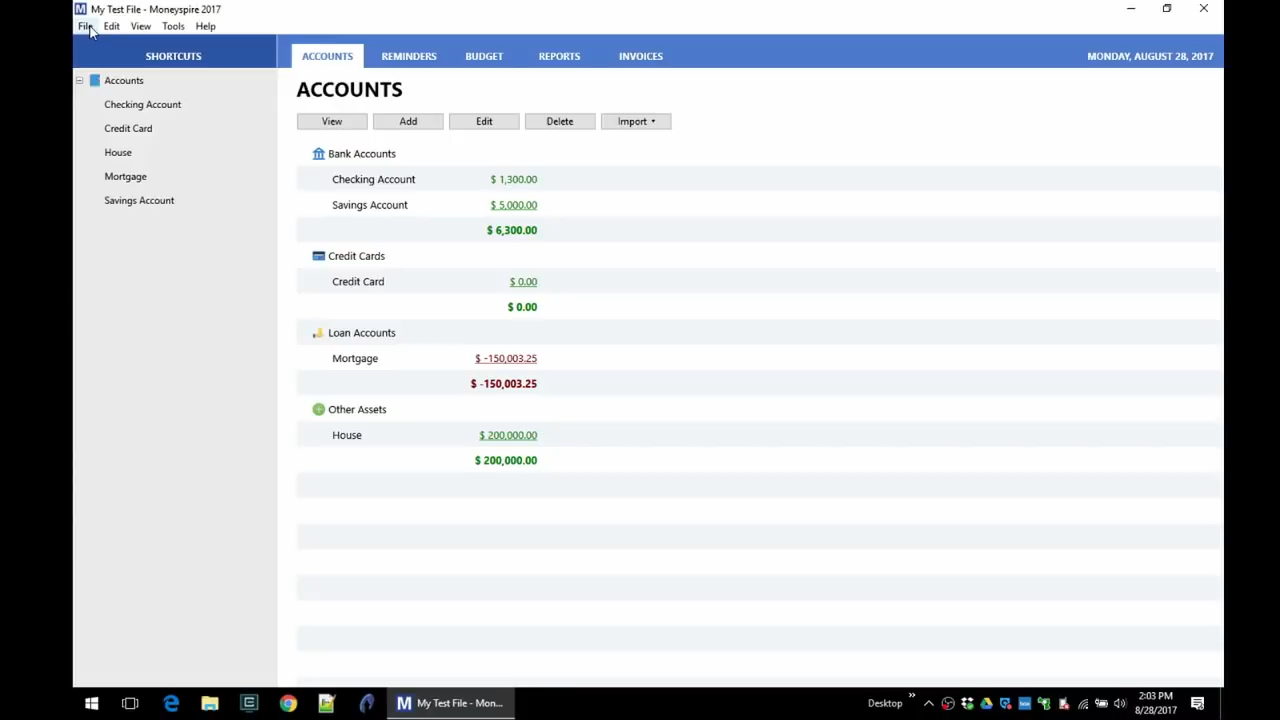 My Test File - Moneyspire 2017
File Edit View Tools Help
SHORTCUTS
ACCOUNTS REMINDERS BUDGET REPORTS INVOICES MONDAY, AUGUST 28, 2017
Accounts
Checking Account
Credit Card
House
Mortgage
Savings Account
ACCOUNTS
View Add Edit Delete Import
Bank Accounts
Checking Account $ 1,300.00
Savings Account $ 5,000.00
$ 6,300.00
Credit Cards
Credit Card $ 0.00
$ 0.00
Loan Accounts
Mortgage $ -150,003.25
$ -150,003.25
Other Assets
House $ 200,000.00
$ 200,000.00
My Test File - Mon...
Desktop
2:03 PM
8/28/2017